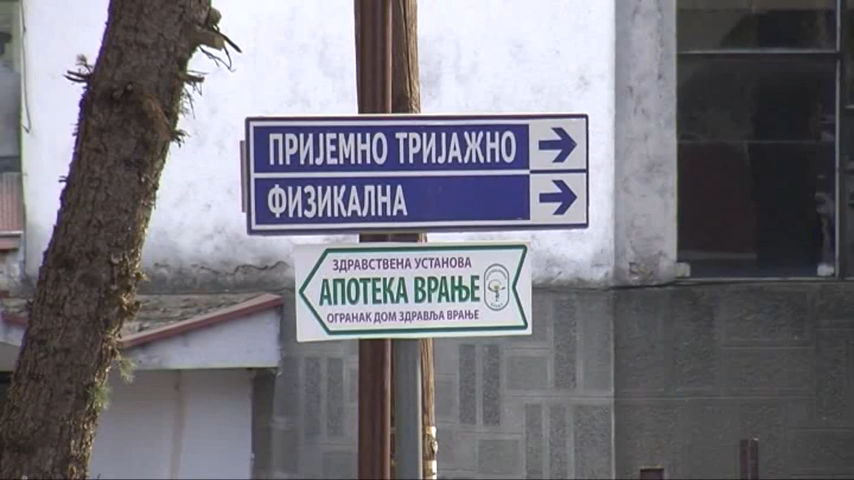 ПРИЈЕМНО ТРИЈАЖНО
ФИЗИКАЛНА
ЗДРАВСТВЕНА УСТАНОВА
АПОТЕКА ВРАЊЕ
ОГРАНАК ДОМ ЗДРАВЉА ВРАЊЕ